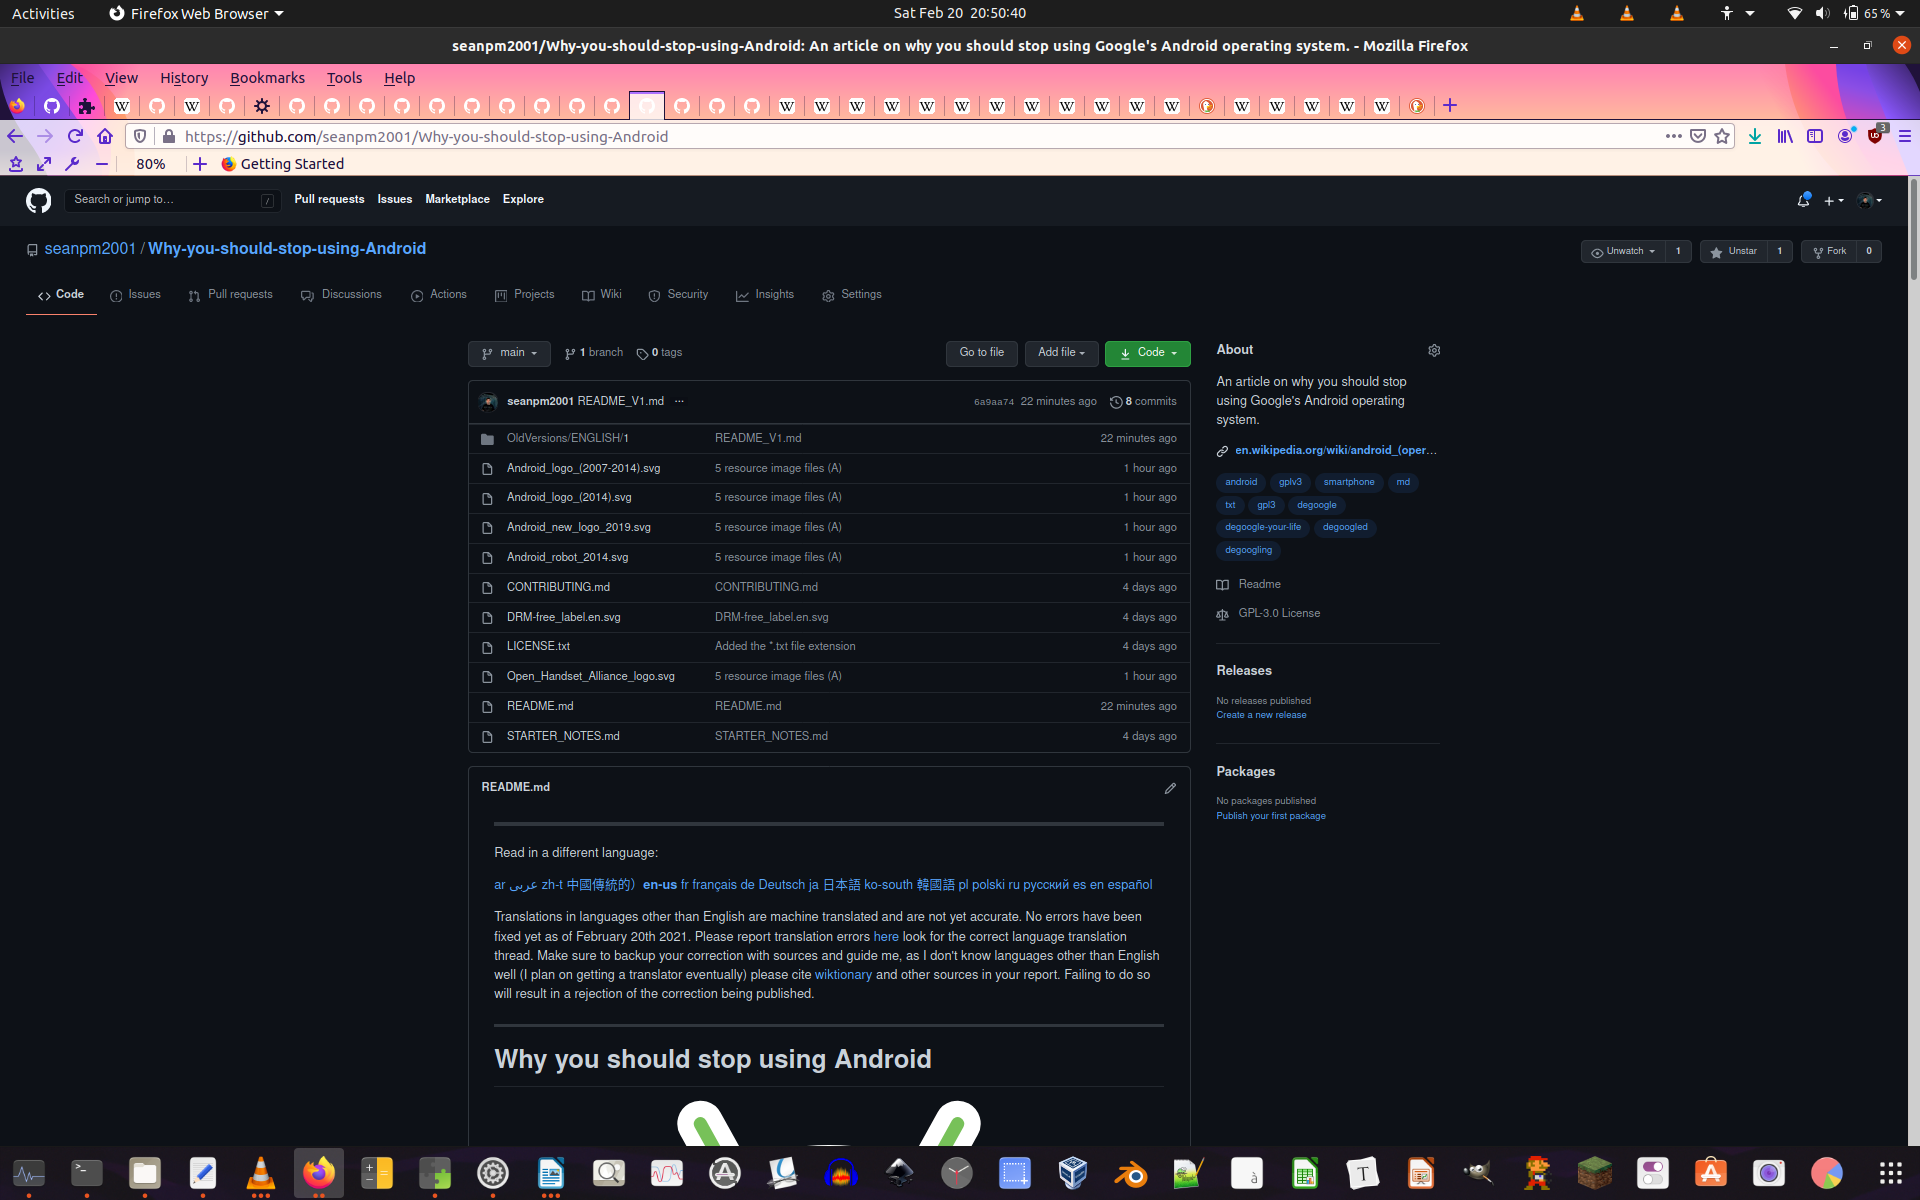 Activities
Firefox Web Browser
Sat Feb 20 20:50:40
65 %
seanpm2001/Why-you-should-stop-using-Android: An article on why you should stop using Google's Android operating system. - Mozilla Firefox
File Edit View History Bookmarks Tools Help
https://github.com/seanpm2001/Why-you-should-stop-using-Android
3
80%
Getting Started
Search or jump to…
/
Pull requests Issues Marketplace Explore
seanpm2001 / Why-you-should-stop-using-Android
Unwatch 1
Unstar 1
Fork 0
Code Issues Pull requests Discussions Actions Projects Wiki Security Insights Settings
main
1 branch
0 tags
Go to file
Add file
Code
seanpm2001 README_V1.md ...
6a9aa74 22 minutes ago 8 commits
OldVersions/ENGLISH/1 README_V1.md 22 minutes ago
Android_logo_(2007-2014).svg 5 resource image files (A) 1 hour ago
Android_logo_(2014).svg 5 resource image files (A) 1 hour ago
Android_new_logo_2019.svg 5 resource image files (A) 1 hour ago
Android_robot_2014.svg 5 resource image files (A) 1 hour ago
CONTRIBUTING.md CONTRIBUTING.md 4 days ago
DRM-free_label.en.svg DRM-free_label.en.svg 4 days ago
LICENSE.txt Added the *.txt file extension 4 days ago
Open_Handset_Alliance_logo.svg 5 resource image files (A) 1 hour ago
README.md README.md 22 minutes ago
STARTER_NOTES.md STARTER_NOTES.md 4 days ago
About
An article on why you should stop
using Google's Android operating
system.
en.wikipedia.org/wiki/android_(oper...
android gplv3 smartphone md
txt gpl3 degoogle
degoogle-your-life degoogled
degoogling
Readme
GPL-3.0 License
Releases
No releases published
Create a new release
Packages
No packages published
Publish your first package
README.md
Read in a different language:
ar عربى zh-t 中國傳統的） en-us fr français de Deutsch ja 日本語 ko-south 韓國語 pl polski ru русский es en español
Translations in languages other than English are machine translated and are not yet accurate. No errors have been
fixed yet as of February 20th 2021. Please report translation errors here look for the correct language translation
thread. Make sure to backup your correction with sources and guide me, as I don't know languages other than English
well (I plan on getting a translator eventually) please cite wiktionary and other sources in your report. Failing to do so
will result in a rejection of the correction being published.
Why you should stop using Android